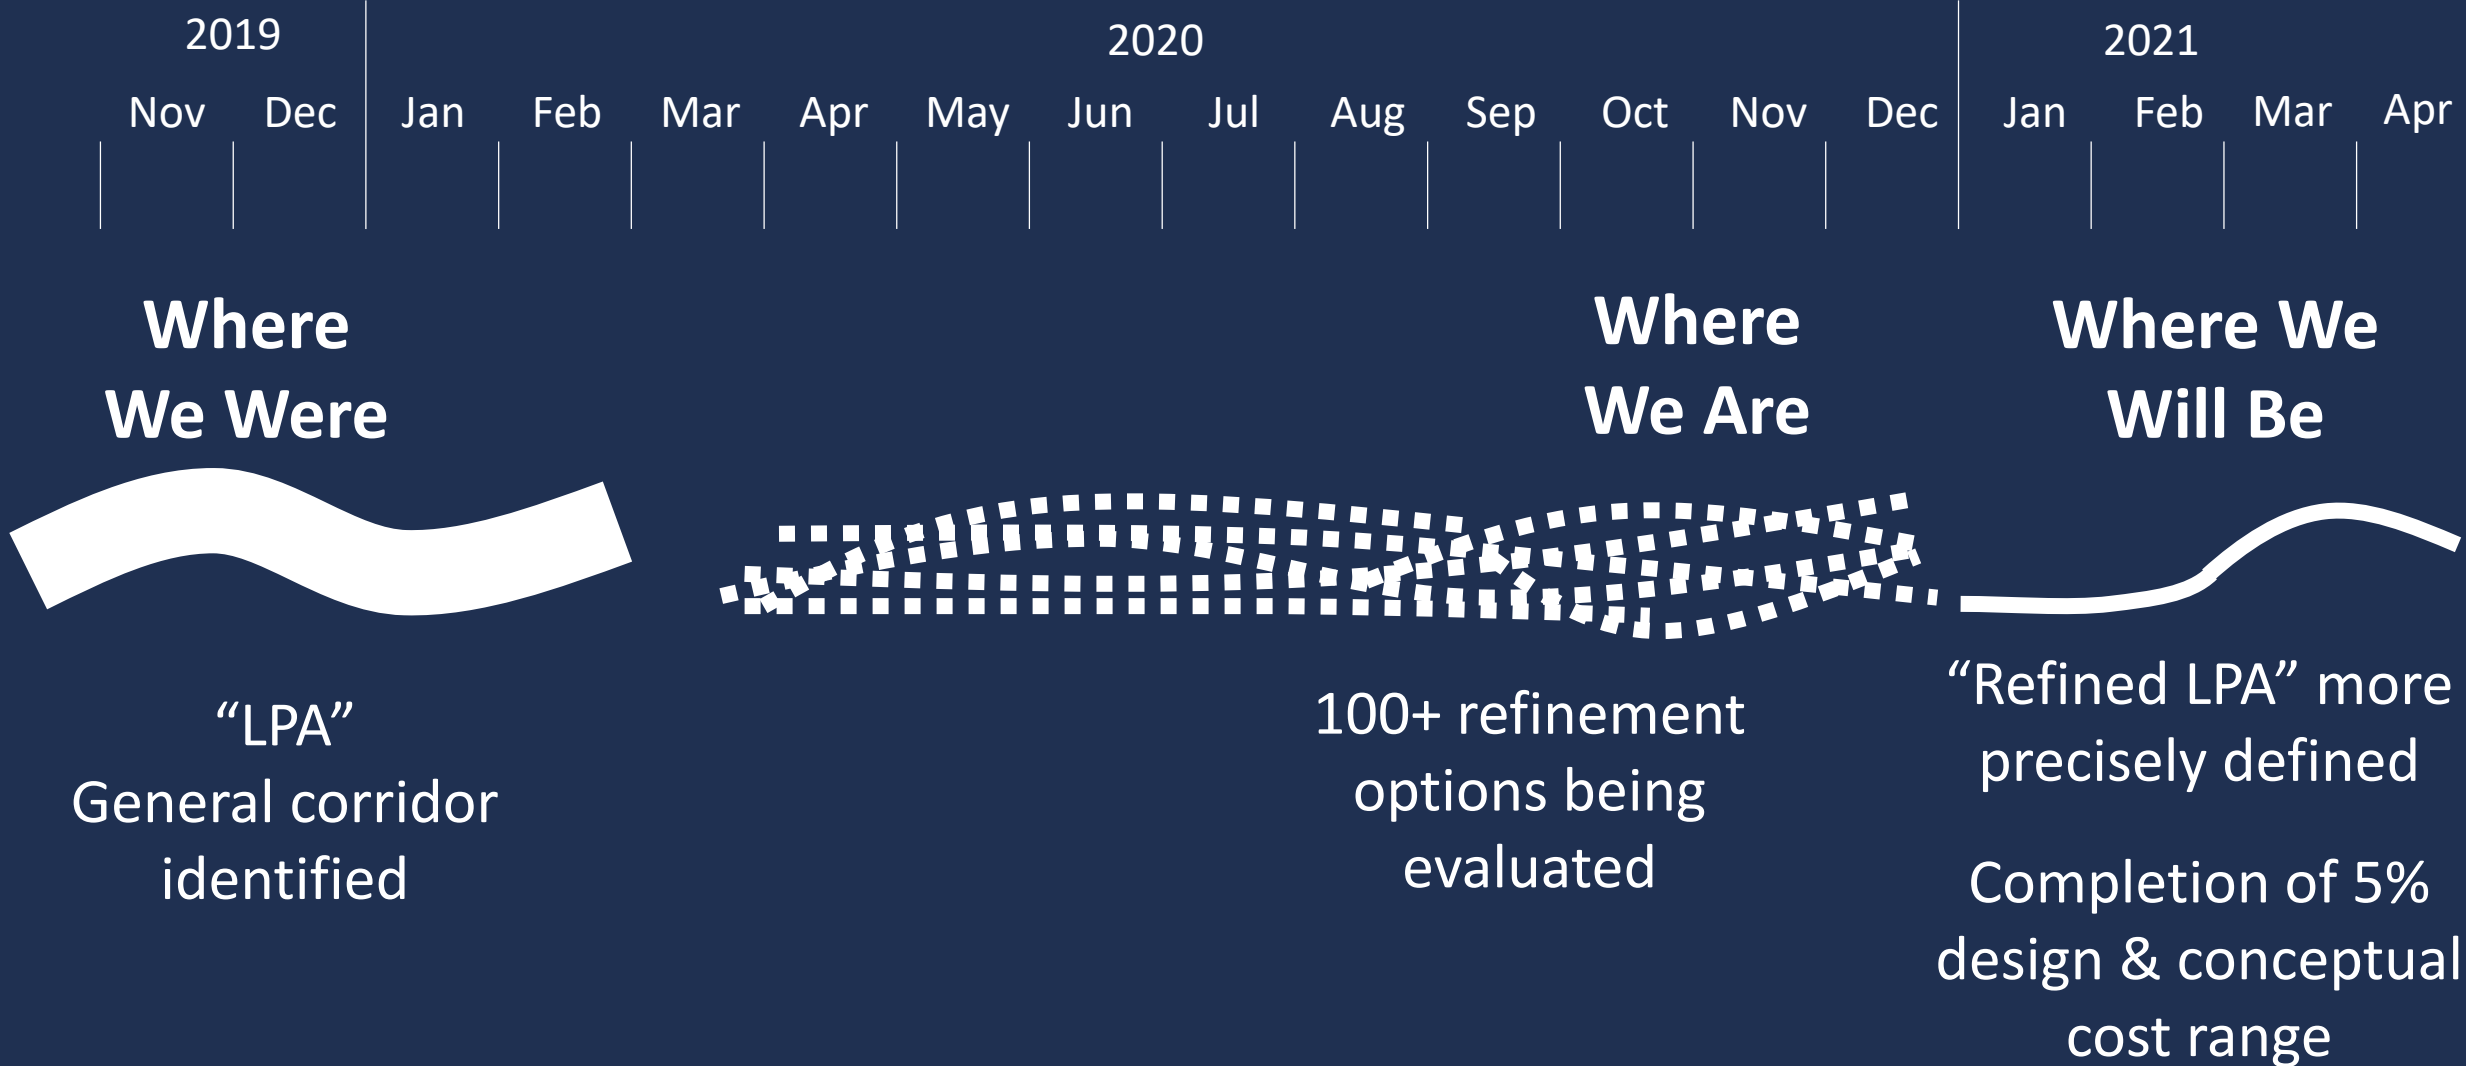 2019
2020
2021
Nov Dec Jan Feb Mar Apr May Jun Jul Aug Sep Oct Nov Dec Jan Feb Mar Apr
Where
We Were
Where
We Are
Where We
Will Be
“LPA”
General corridor
identified
100+ refinement
options being
evaluated
“Refined LPA” more
precisely defined
Completion of 5%
design & conceptual
cost range